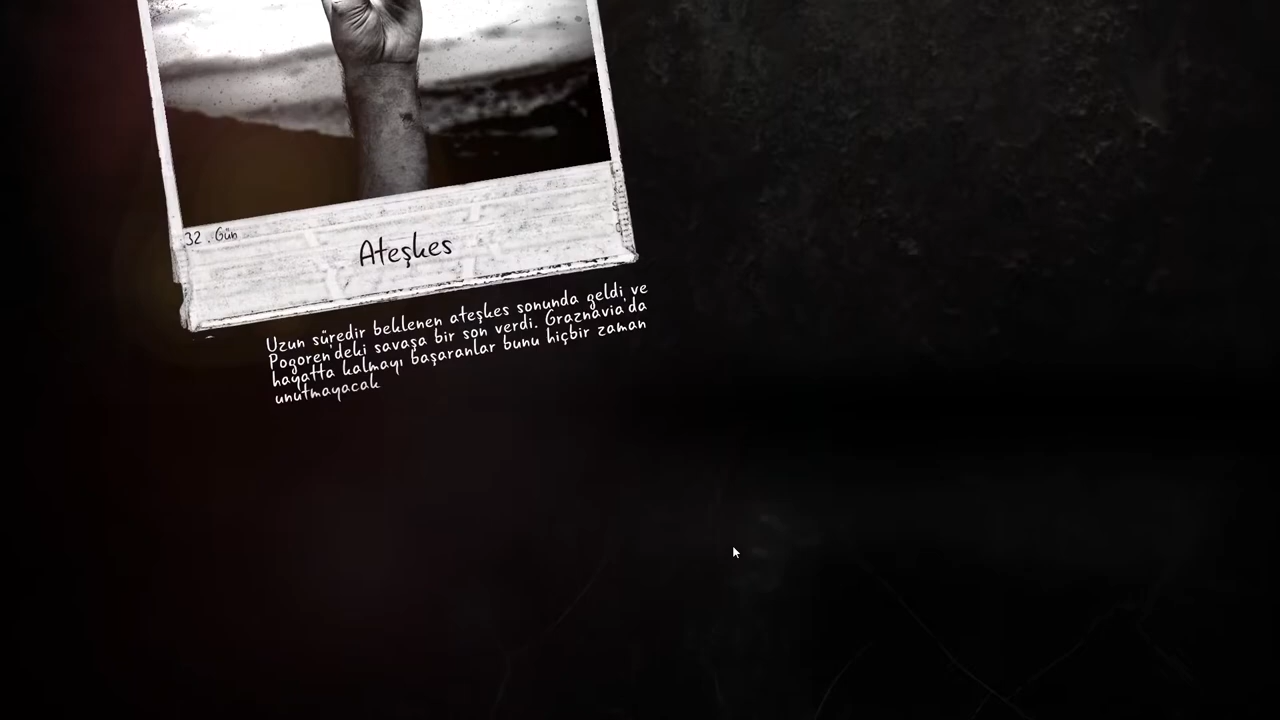 32 . Gün
Ateşkes
Uzun süredir beklenen ateşkes sonunda geldi ve
Pogoren'deki savaşa bir son verdi. Graznavia'da
hayatta kalmayı başaranlar bunu hiçbir zaman
unutmayacak